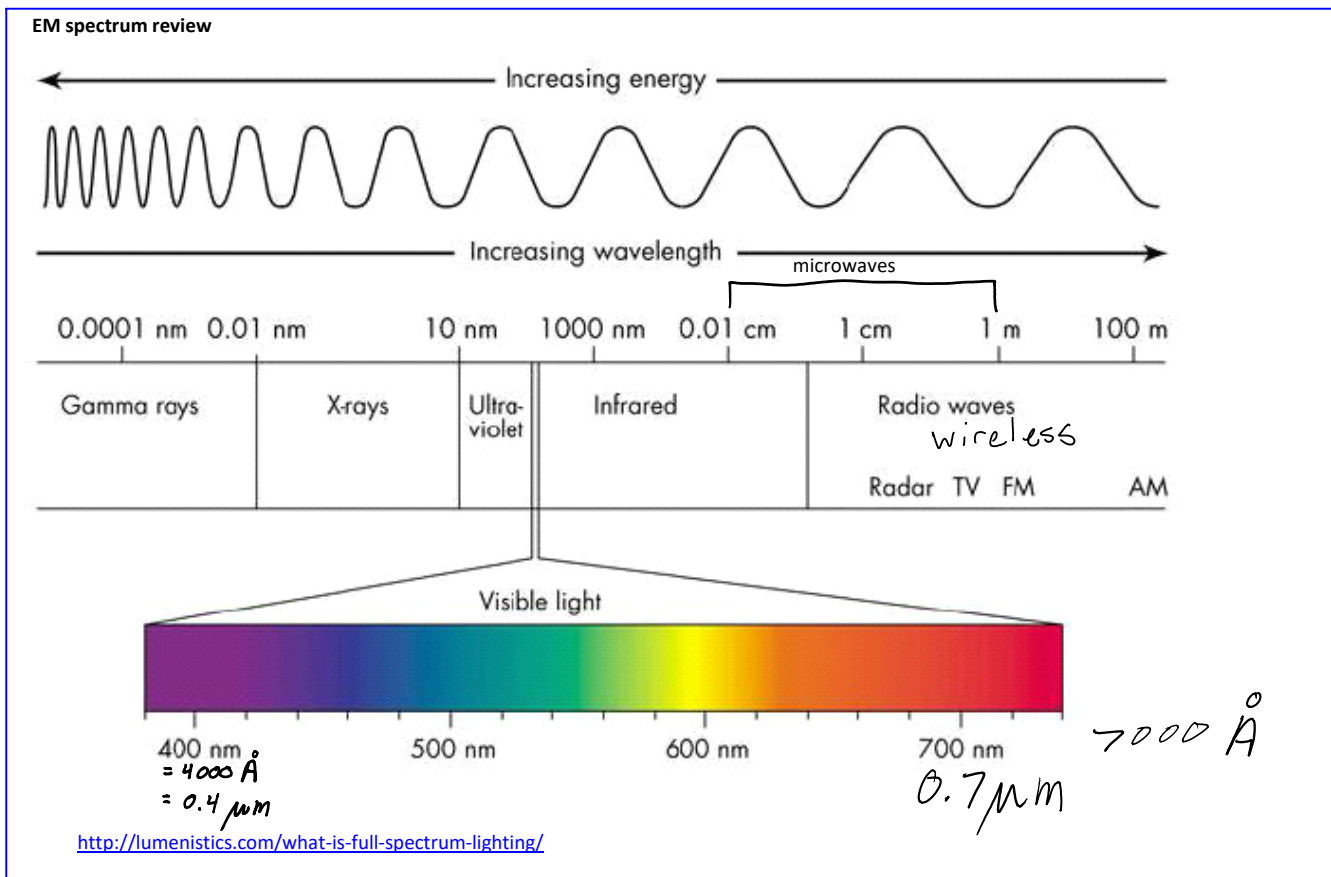 EM spectrum review
Increasing energy
Increasing wavelength
microwaves
0.0001 nm 0.01 nm 10 nm 1000 nm 0.01 cm 1 cm 1 m 100 m
Gamma rays X-rays Ultra-violet Infrared Radio waves
wireless
Radar TV FM AM
Visible light
400 nm 500 nm 600 nm 700 nm 7000 Å
= 4000 Å
= 0.4 μm 0.7 μm
http://lumenistics.com/what-is-full-spectrum-lighting/